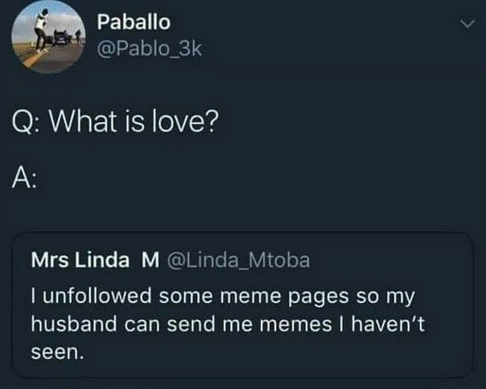 Paballo
@Pablo_3k
Q: What is love?
A:
Mrs Linda M @Linda_Mtoba
I unfollowed some meme pages so my
husband can send me memes I haven't
seen.